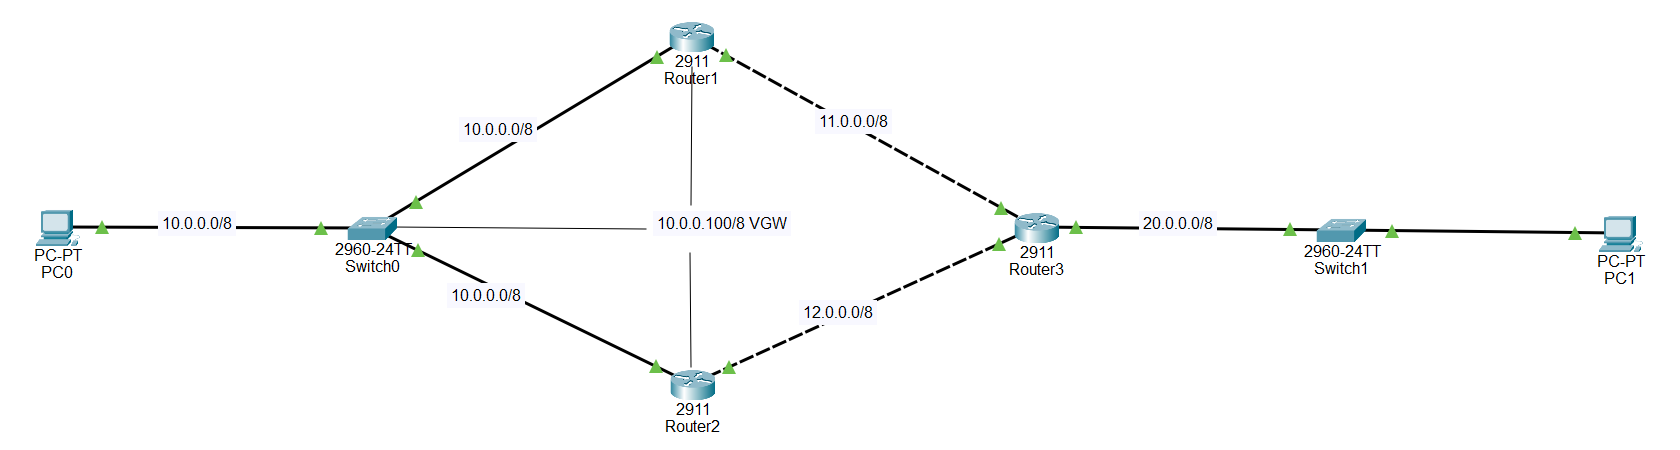 2911
Router1
10.0.0.0/8
11.0.0.0/8
10.0.0.0/8
PC-PT
PC0
2960-24TT
Switch0
10.0.0.100/8 VGW
2911
Router3
20.0.0.0/8
2960-24TT
Switch1
PC-PT
PC1
10.0.0.0/8
12.0.0.0/8
2911
Router2